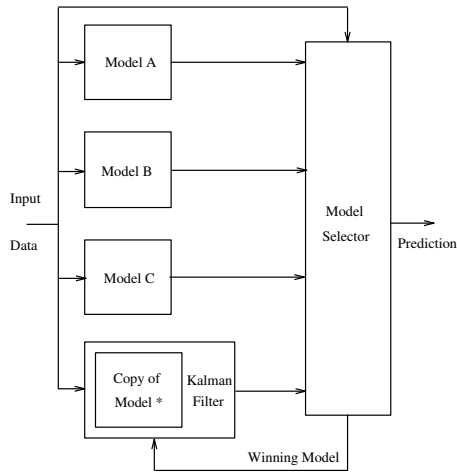 Model A
Model B
Input
Data
Model
Selector
Prediction
Model C
Copy of
Model *
Kalman
Filter
Winning Model